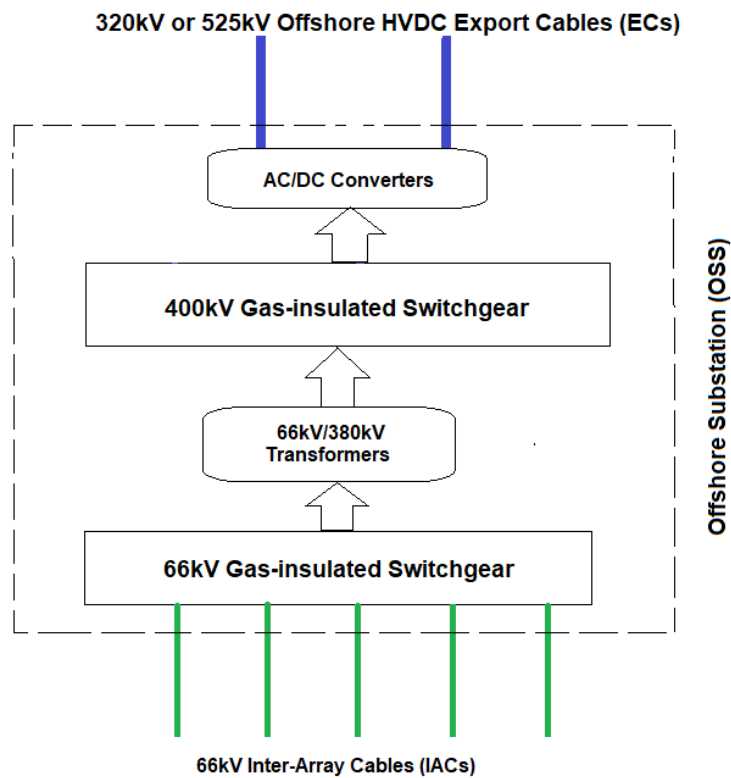 320kV or 525kV Offshore HVDC Export Cables (ECs)
AC/DC Converters
400kV Gas-insulated Switchgear
66kV/380kV
Transformers
66kV Gas-insulated Switchgear
Offshore Substation (OSS)
66kV Inter-Array Cables (IACs)